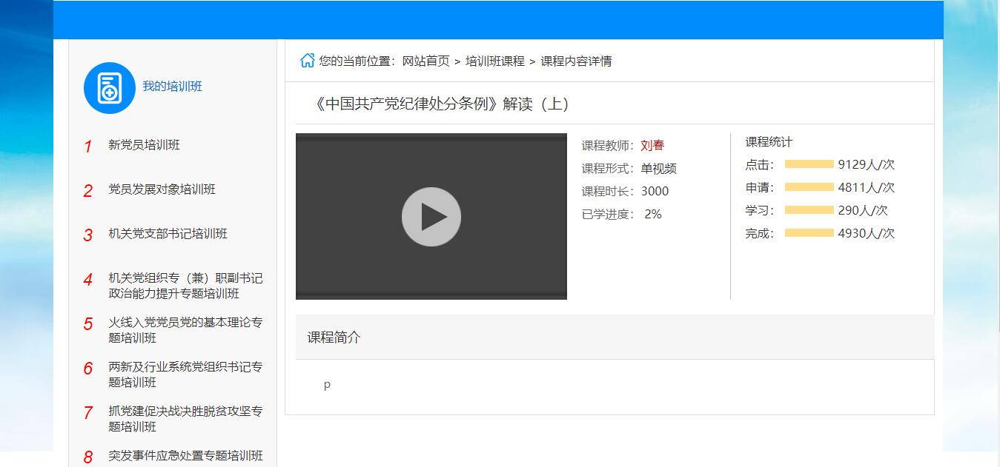 我的培训班
1 新党员培训班
2 党员发展对象培训班
3 机关党支部书记培训班
4 机关党组织专（兼）职副书记
政治能力提升专题培训班
5 火线入党党员党的基本理论专
题培训班
6 两新及行业系统党组织书记专
题培训班
7 抓党建促决战决胜脱贫攻坚专
题培训班
8 突发事件应急处置专题培训班
您的当前位置：网站首页 > 培训班课程 > 课程内容详情
《中国共产党纪律处分条例》解读（上）
课程教师：刘春
课程形式：单视频
课程时长：3000
已学进度： 2%
课程统计
点击： 9129人/次
申请： 4811人/次
学习： 290人/次
完成： 4930人/次
课程简介
p